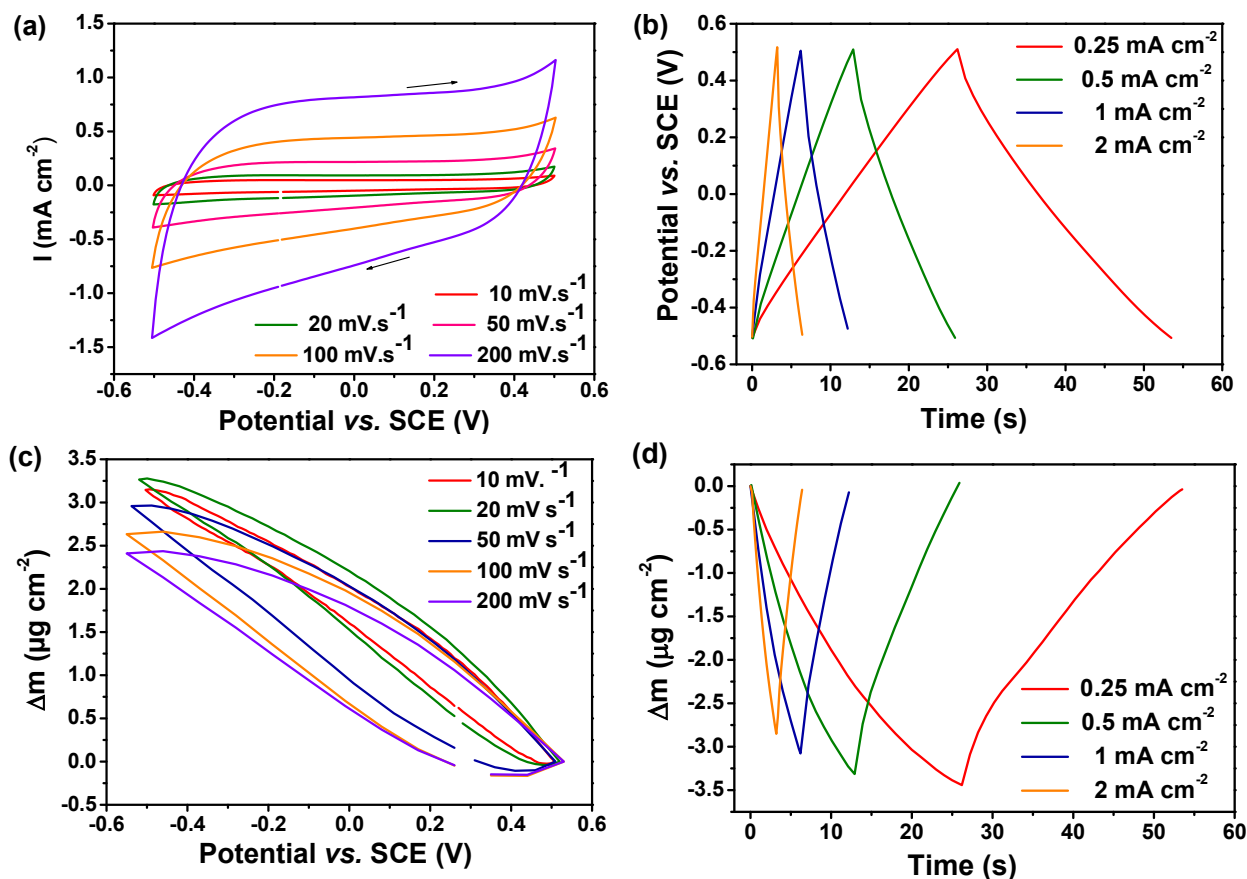 (a)
1.5
1.0
0.5
0.0
-0.5
-1.0
-1.5
I (mA cm-2)
10 mV.s-1
20 mV.s-1
50 mV.s-1
100 mV.s-1
200 mV.s-1
-0.6 -0.4 -0.2 0.0 0.2 0.4 0.6
Potential vs. SCE (V)
(b)
0.6
0.4
0.2
0.0
-0.2
-0.4
-0.6
Potential vs. SCE (V)
0.25 mA cm-2
0.5 mA cm-2
1 mA cm-2
2 mA cm-2
0 10 20 30 40 50 60
Time (s)
(c)
3.5
3.0
2.5
2.0
1.5
1.0
0.5
0.0
-0.5
Δm (µg cm-2)
10 mV. -1
20 mV s-1
50 mV s-1
100 mV s-1
200 mV s-1
-0.6 -0.4 -0.2 0.0 0.2 0.4 0.6
Potential vs. SCE (V)
(d)
0.0
-0.5
-1.0
-1.5
-2.0
-2.5
-3.0
-3.5
Δm (µg cm-2)
0.25 mA cm-2
0.5 mA cm-2
1 mA cm-2
2 mA cm-2
0 10 20 30 40 50 60
Time (s)